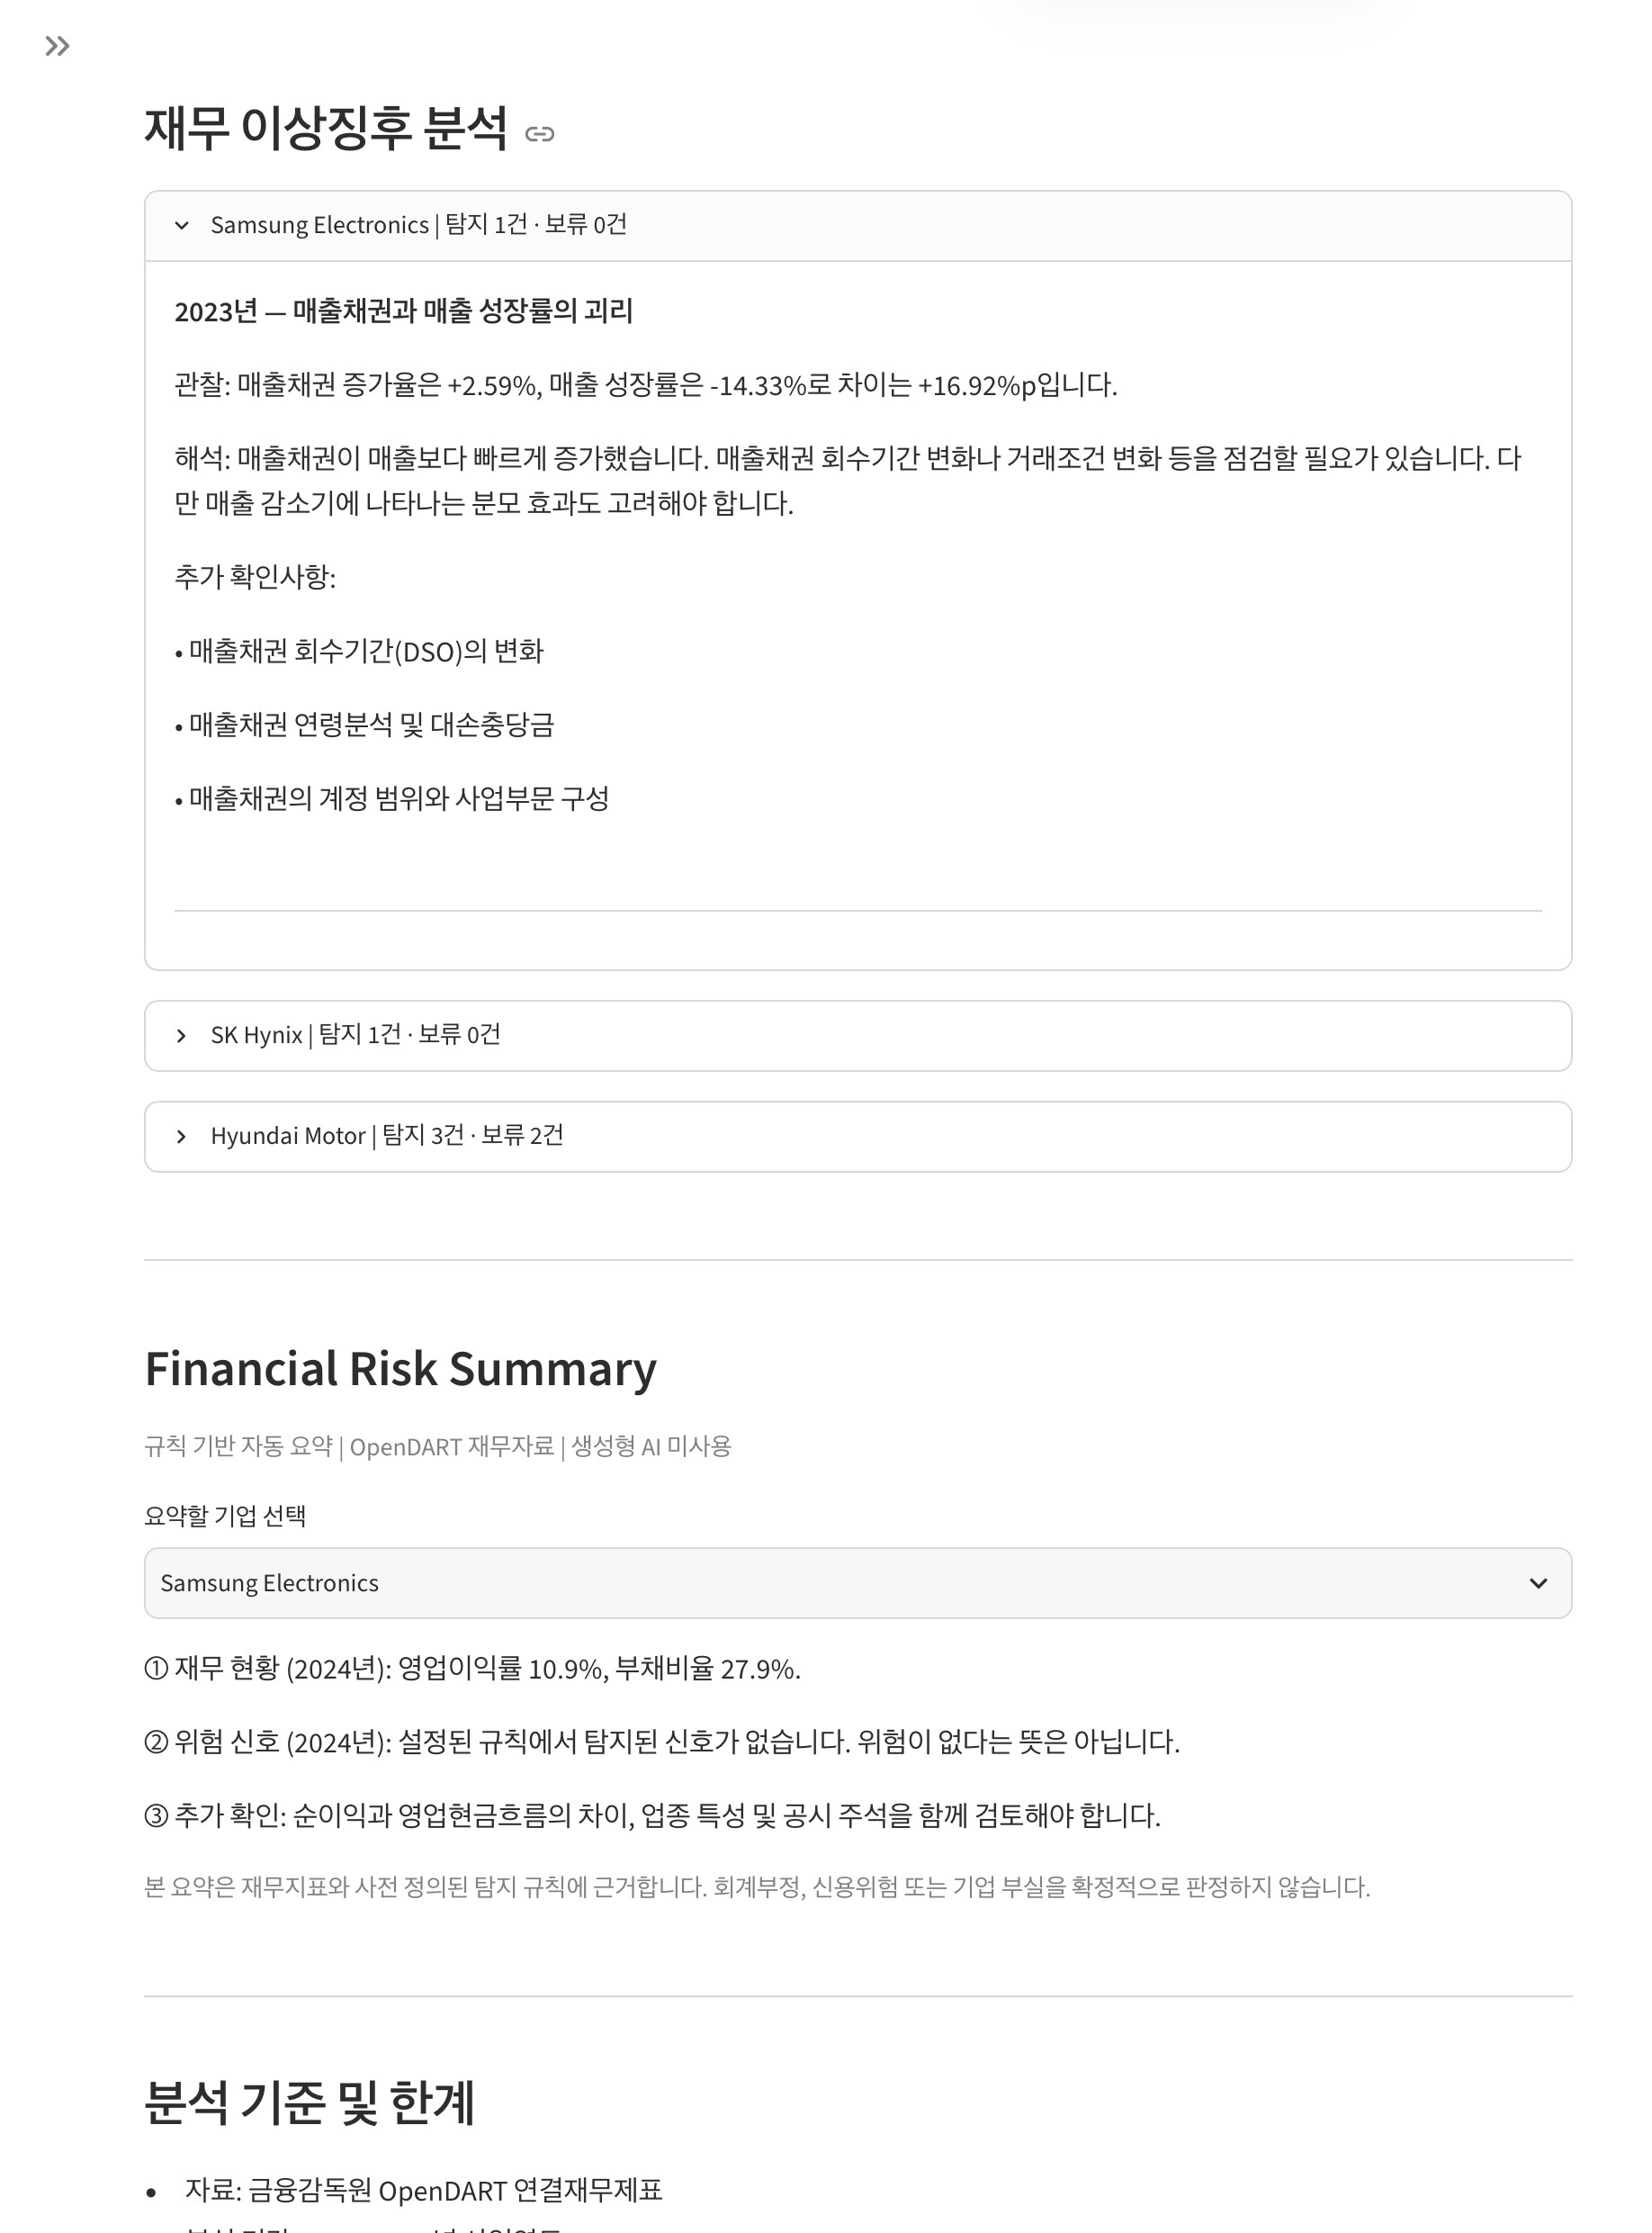 재무 이상징후 분석
Samsung Electronics | 탐지 1건 · 보류 0건
2023년 — 매출채권과 매출 성장률의 괴리
관찰: 매출채권 증가율은 +2.59%, 매출 성장률은 -14.33%로 차이는 +16.92%p입니다.
해석: 매출채권이 매출보다 빠르게 증가했습니다. 매출채권 회수기간 변화나 거래조건 변화 등을 점검할 필요가 있습니다. 다
만 매출 감소기에 나타나는 분모 효과도 고려해야 합니다.
추가 확인사항:
• 매출채권 회수기간(DSO)의 변화
• 매출채권 연령분석 및 대손충당금
• 매출채권의 계정 범위와 사업부문 구성
SK Hynix | 탐지 1건 · 보류 0건
Hyundai Motor | 탐지 3건 · 보류 2건
Financial Risk Summary
규칙 기반 자동 요약 | OpenDART 재무자료 | 생성형 AI 미사용
요약할 기업 선택
Samsung Electronics
① 재무 현황 (2024년): 영업이익률 10.9%, 부채비율 27.9%.
② 위험 신호 (2024년): 설정된 규칙에서 탐지된 신호가 없습니다. 위험이 없다는 뜻은 아닙니다.
③ 추가 확인: 순이익과 영업현금흐름의 차이, 업종 특성 및 공시 주석을 함께 검토해야 합니다.
본 요약은 재무지표와 사전 정의된 탐지 규칙에 근거합니다. 회계부정, 신용위험 또는 기업 부실을 확정적으로 판정하지 않습니다.
분석 기준 및 한계
• 자료: 금융감독원 OpenDART 연결재무제표